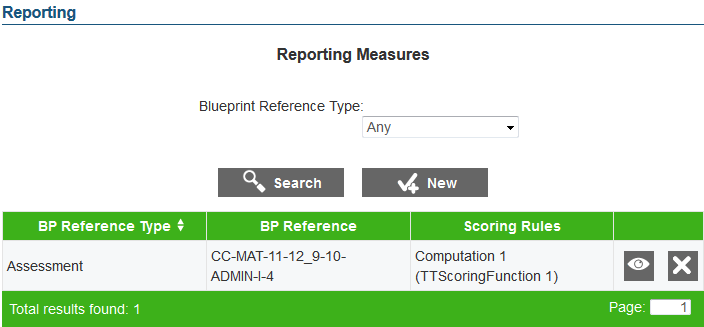 Reporting
Reporting Measures
Blueprint Reference Type:
Any
Search New
BP Reference Type BP Reference Scoring Rules
Assessment
CC-MAT-11-12_9-10-
ADMIN-I-4
Computation 1
(TTScoringFunction 1)
Total results found: 1
Page: 1